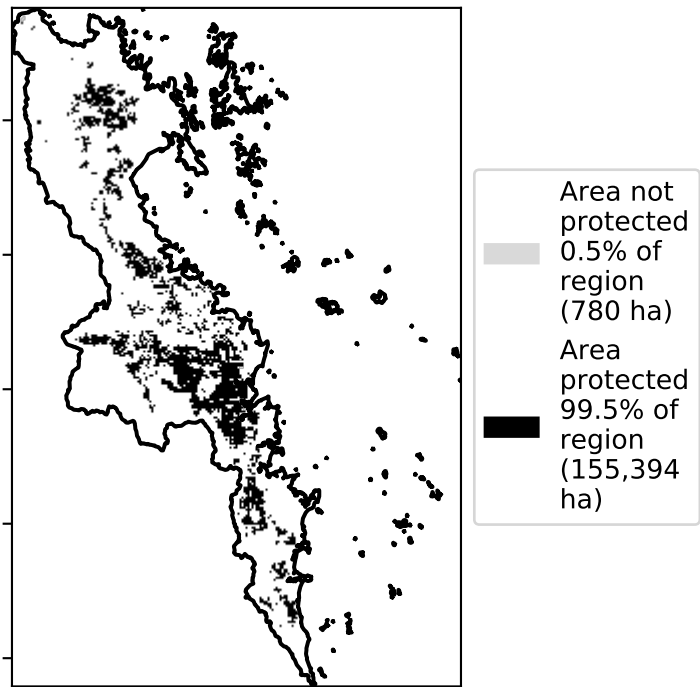 Area not
protected
0.5% of
region
(780 ha)
Area
protected
99.5% of
region
(155,394
ha)